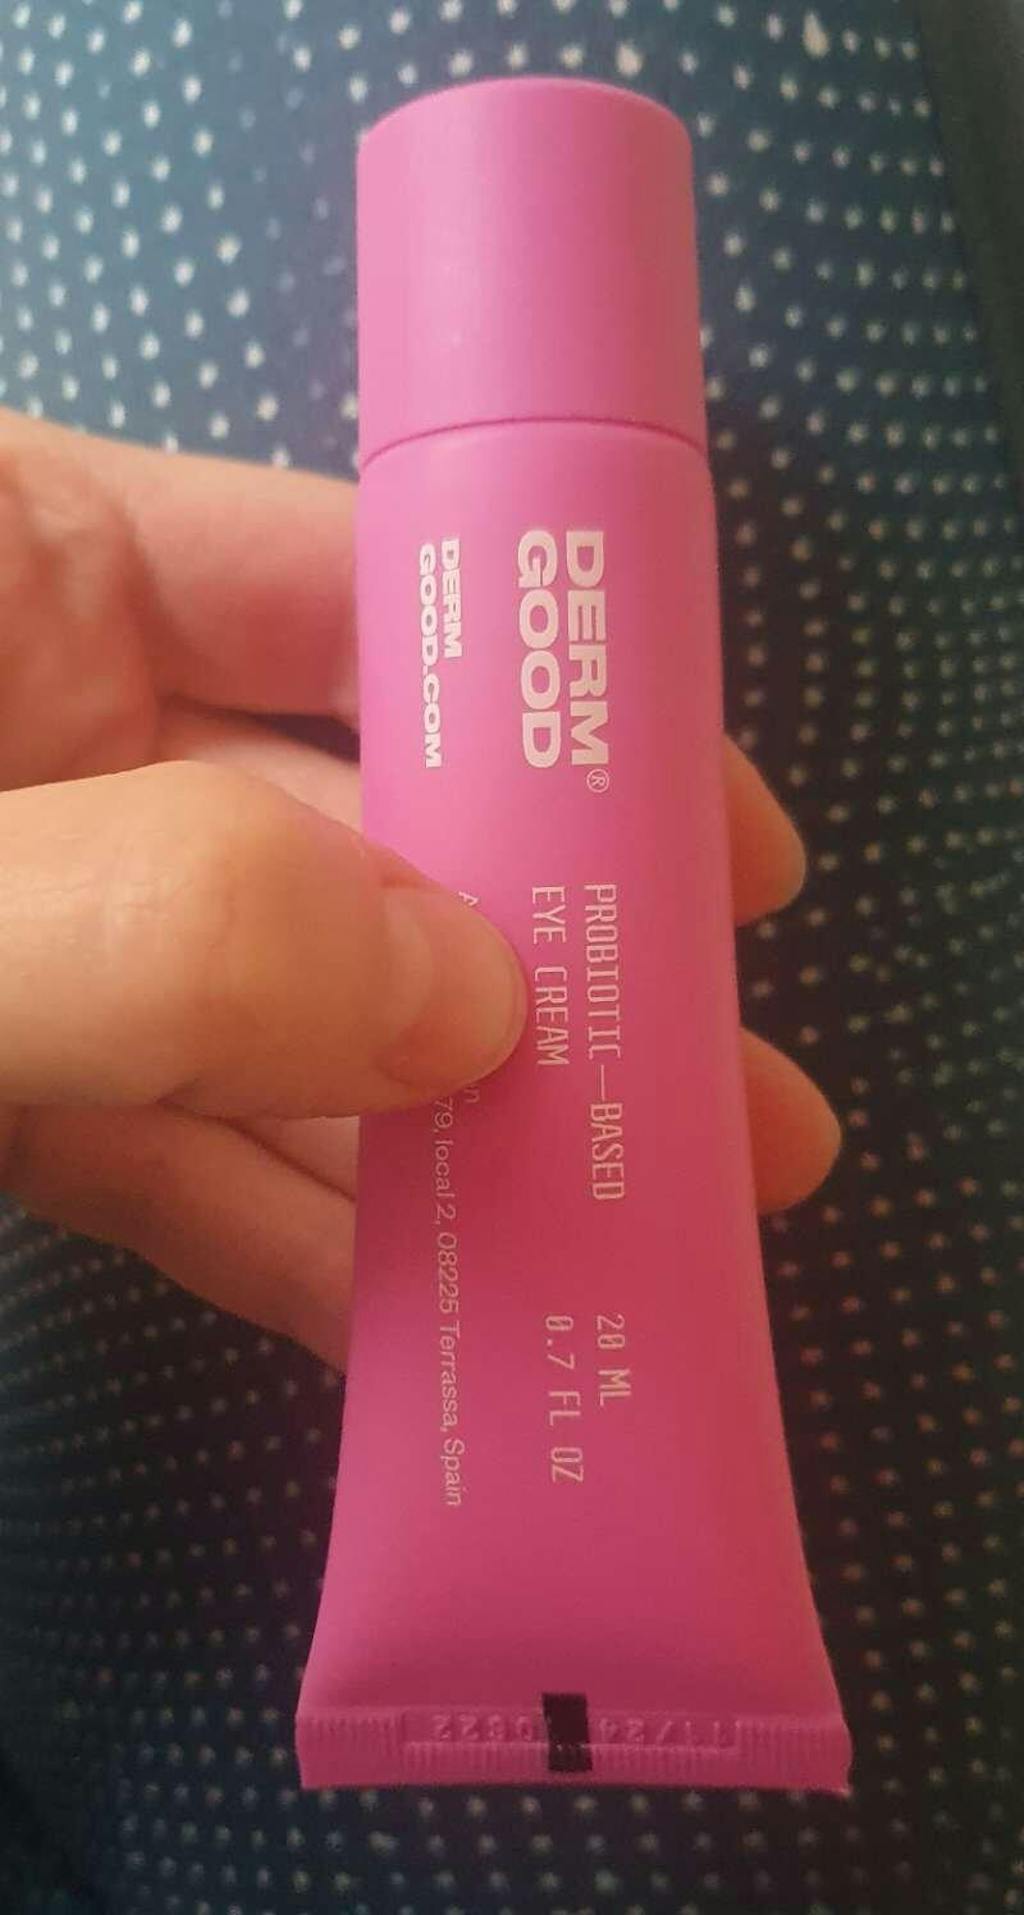 DERM
GOOD®
PROBIOTIC—BASED
EYE CREAM
20 ML
0.7 FL OZ
DERM
GOOD.COM
79, local 2, 08225 Terrassa, Spain